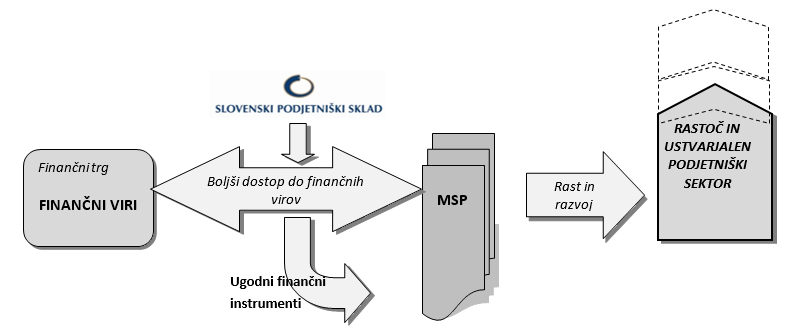 SLOVENSKI PODJETNIŠKI SKLAD
Finančni trg
FINANČNI VIRI
Boljši dostop do finančnih
virov
Ugodni finančni
instrumenti
MSP
Rast in
razvoj
RASTOČ IN
USTVARJALEN
PODJETNIŠKI
SEKTOR